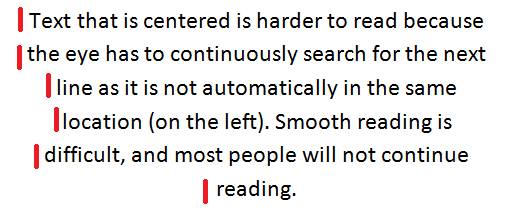 Text that is centered is harder to read because
the eye has to continuously search for the next
line as it is not automatically in the same
location (on the left). Smooth reading is
difficult, and most people will not continue
reading.